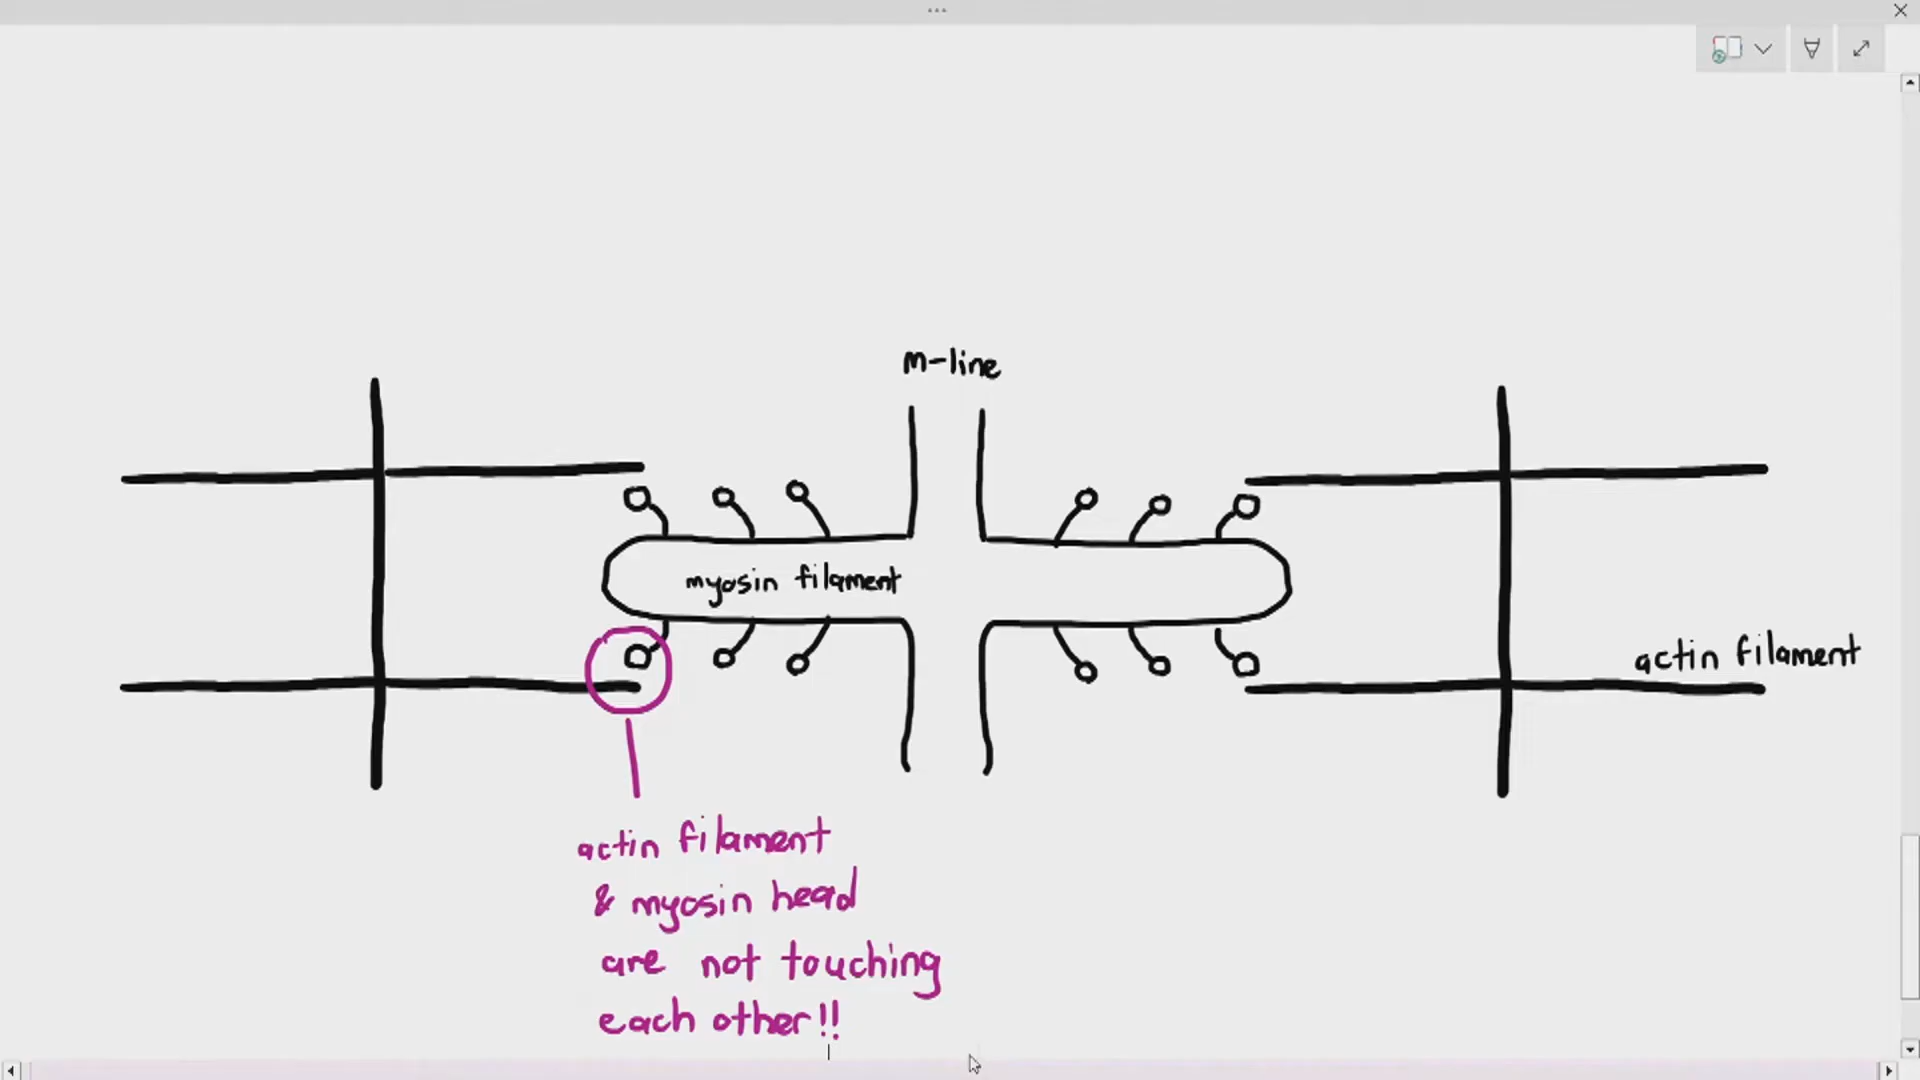 M-line
myosin filament
actin filament
actin filament
& myosin head
are not touching
each other!!